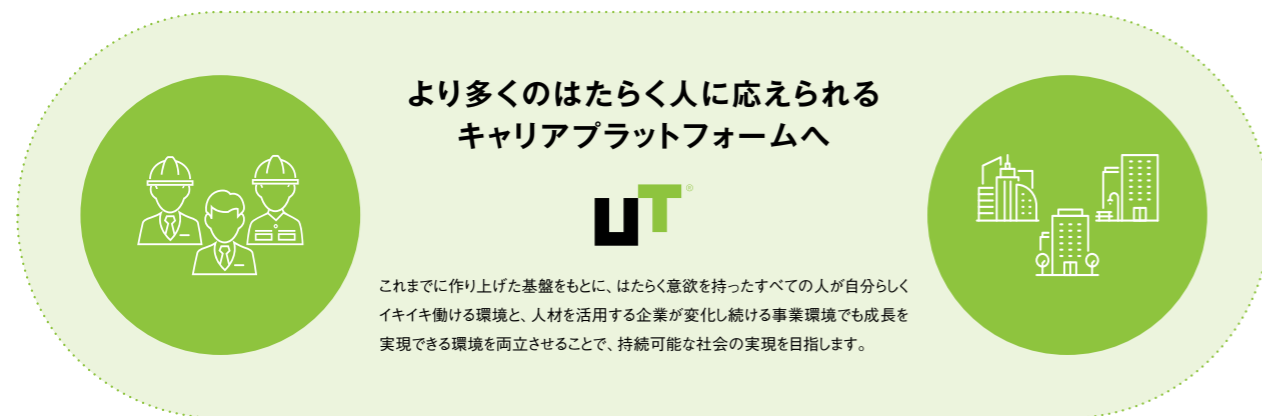 より多くのはたらく人に応えられる
キャリアプラットフォームへ
UT®
これまでに作り上げた基盤をもとに、はたらく意欲を持ったすべての人が自分らしく
イキイキ働ける環境と、人材を活用する企業が変化し続ける事業環境でも成長を
実現できる環境を両立させることで、持続可能な社会の実現を目指します。